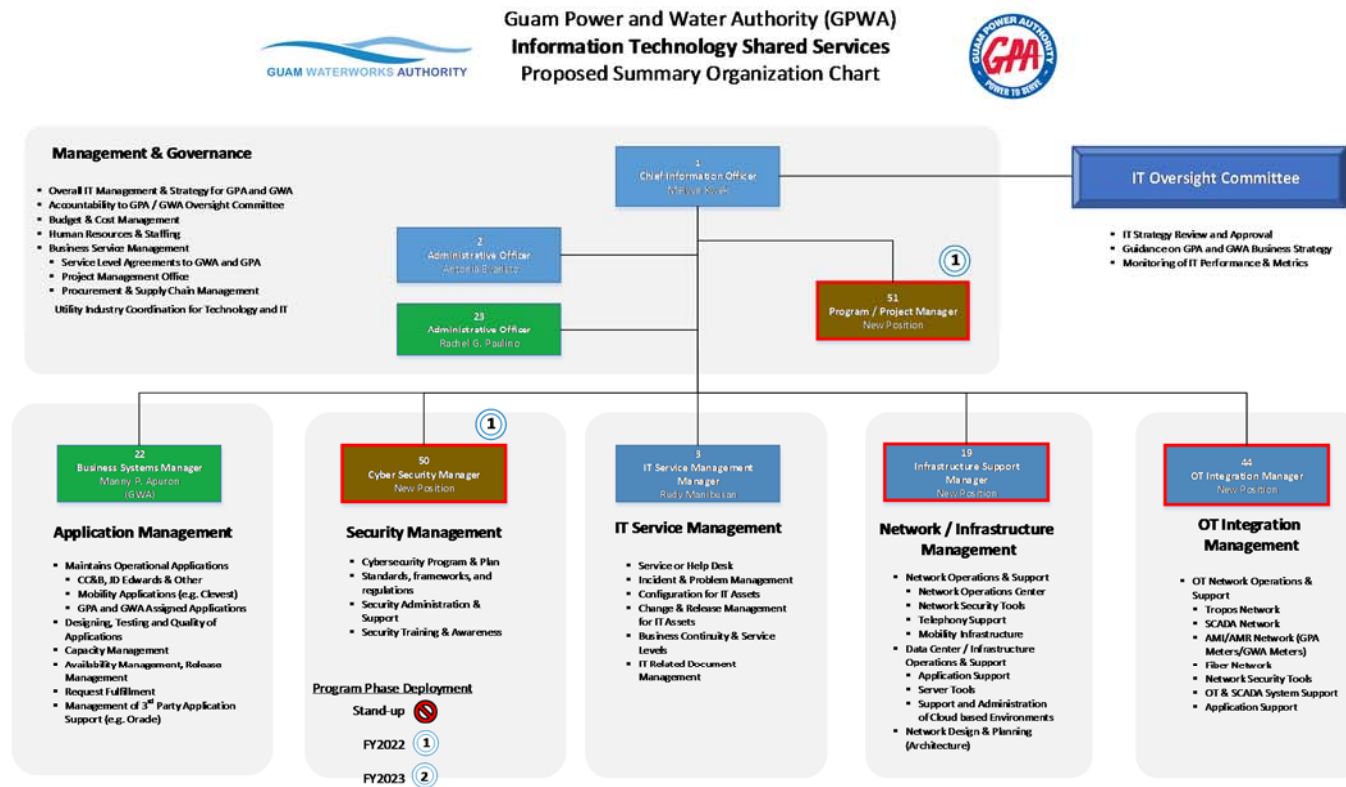 Guam Power and Water Authority (GPWA)
Information Technology Shared Services
Proposed Summary Organization Chart
GUAM WATERWORKS AUTHORITY
GUAM POWER AUTHORITY
GPA
POWER TO SERVE
Management & Governance
▪ Overall IT Management & Strategy for GPA and GWA
▪ Accountability to GPA / GWA Oversight Committee
▪ Budget & Cost Management
▪ Human Resources & Staffing
▪ Business Service Management
▪ Service Level Agreements to GWA and GPA
▪ Project Management Office
▪ Procurement & Supply Chain Management
Utility Industry Coordination for Technology and IT
1
Chief Information Officer
IT Oversight Committee
▪ IT Strategy Review and Approval
▪ Guidance on GPA and GWA Business Strategy
▪ Monitoring of IT Performance & Metrics
2
Administrative Officer
23
Administrative Officer
Rachel G. Paulino
1
51
Program / Project Manager
New Position
22
Business Systems Manager
Manny P. Apuron
(GWA)
Application Management
▪ Maintains Operational Applications
▪ CC&B, JD Edwards & Other
▪ Mobility Applications (e.g. Clevest)
▪ GPA and GWA Assigned Applications
▪ Designing, Testing and Quality of
Applications
▪ Capacity Management
▪ Availability Management, Release
Management
▪ Request Fulfillment
▪ Management of 3rd Party Application
Support (e.g. Oracle)
1
50
Cyber Security Manager
New Position
Security Management
▪ Cybersecurity Program & Plan
▪ Standards, frameworks, and
regulations
▪ Security Administration &
Support
▪ Security Training & Awareness
Program Phase Deployment
Stand-up
FY2022 1
FY2023 2
3
IT Service Management
Manager
Rudy Manibusan
IT Service Management
▪ Service or Help Desk
▪ Incident & Problem Management
▪ Configuration for IT Assets
▪ Change & Release Management
for IT Assets
▪ Business Continuity & Service
Levels
▪ IT Related Document
Management
19
Infrastructure Support
Manager
New Position
Network / Infrastructure
Management
▪ Network Operations & Support
▪ Network Operations Center
▪ Network Security Tools
▪ Telephony Support
▪ Mobility Infrastructure
▪ Data Center / Infrastructure
Operations & Support
▪ Application Support
▪ Server Tools
▪ Support and Administration
of Cloud based Environments
▪ Network Design & Planning
(Architecture)
44
OT Integration Manager
New Position
OT Integration
Management
▪ OT Network Operations &
Support
▪ Tropos Network
▪ SCADA Network
▪ AMI/AMR Network (GPA
Meters/GWA Meters)
▪ Fiber Network
▪ Network Security Tools
▪ OT & SCADA System Support
▪ Application Support